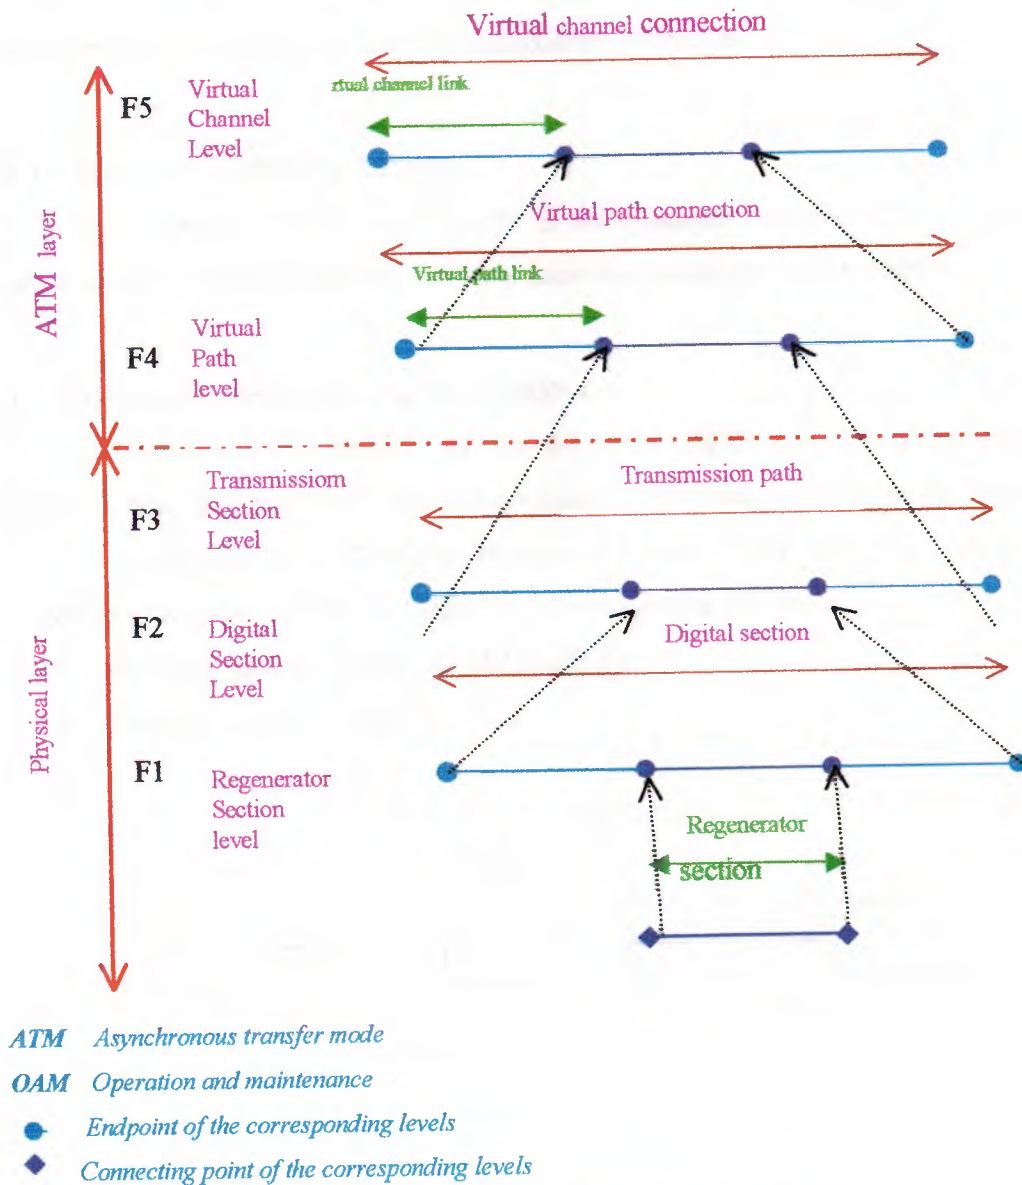 Virtual channel connection
rtual channel link
F5
Virtual
Channel
Level
Virtual path connection
Virtual path link
ATM layer
F4
Virtual
Path
level
Transmission path
F3
Transmissiom
Section
Level
F2
Digital
Section
Level
Digital section
Physical layer
F1
Regenerator
Section
level
Regenerator
section
ATM Asynchronous transfer mode
OAM Operation and maintenance
Endpoint of the corresponding levels
Connecting point of the corresponding levels